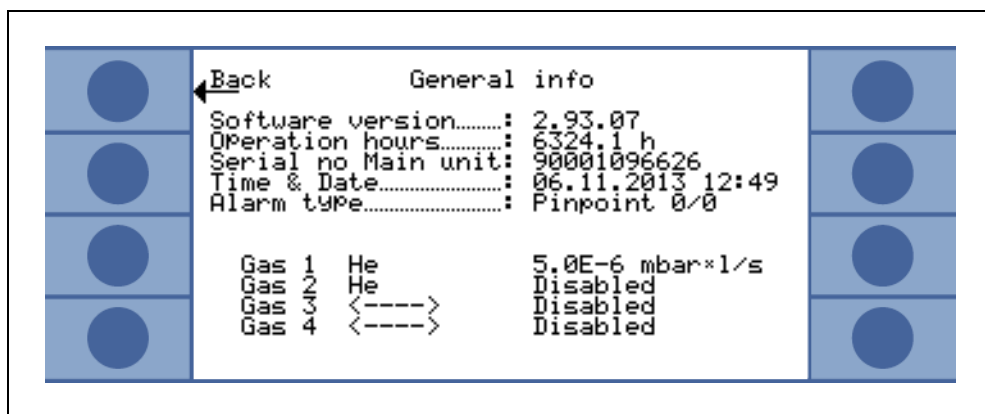 Back General info
Software version........: 2.93.07
Operation hours.........: 6324.1 h
Serial no Main unit: 90001096626
Time & Date.................: 06.11.2013 12:49
Alarm type...................: Pinpoint 0/0
Gas 1 He 5.0E-6 mbar×l/s
Gas 2 He Disabled
Gas 3 <----> Disabled
Gas 4 <----> Disabled